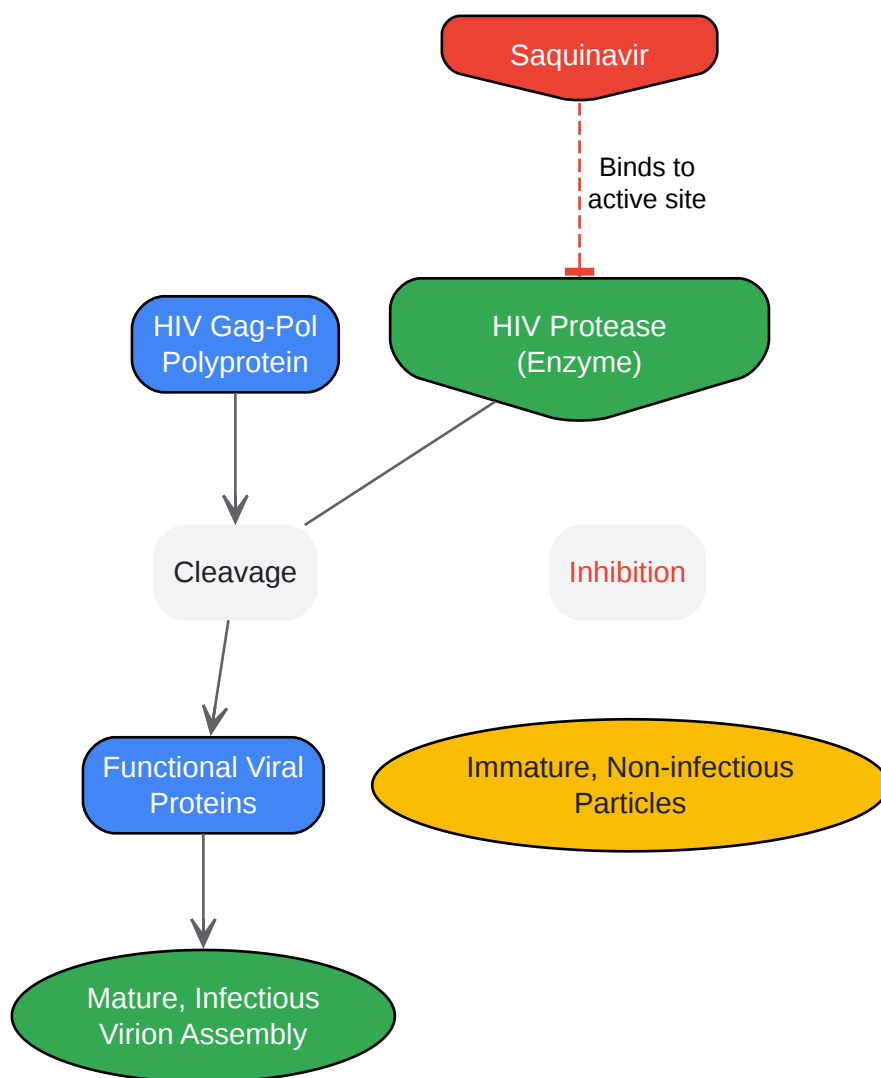 Saquinavir
Binds to
active site
HIV Gag-Pol
Polyprotein
HIV Protease
(Enzyme)
Cleavage
Inhibition
Functional Viral
Proteins
Immature, Non-infectious
Particles
Mature, Infectious
Virion Assembly